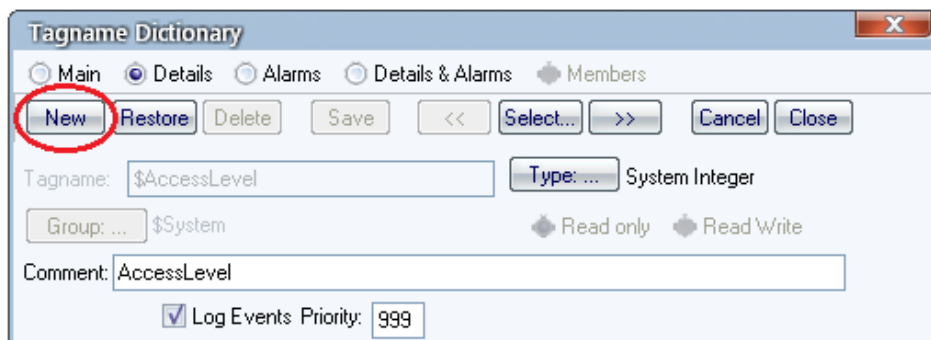 Tagname Dictionary X
Main Details Alarms Details & Alarms Members
New Restore Delete Save << Select... >> Cancel Close
Tagname: $AccessLevel Type: ... System Integer
Group: ... $System Read only Read Write
Comment: AccessLevel
Log Events Priority: 999